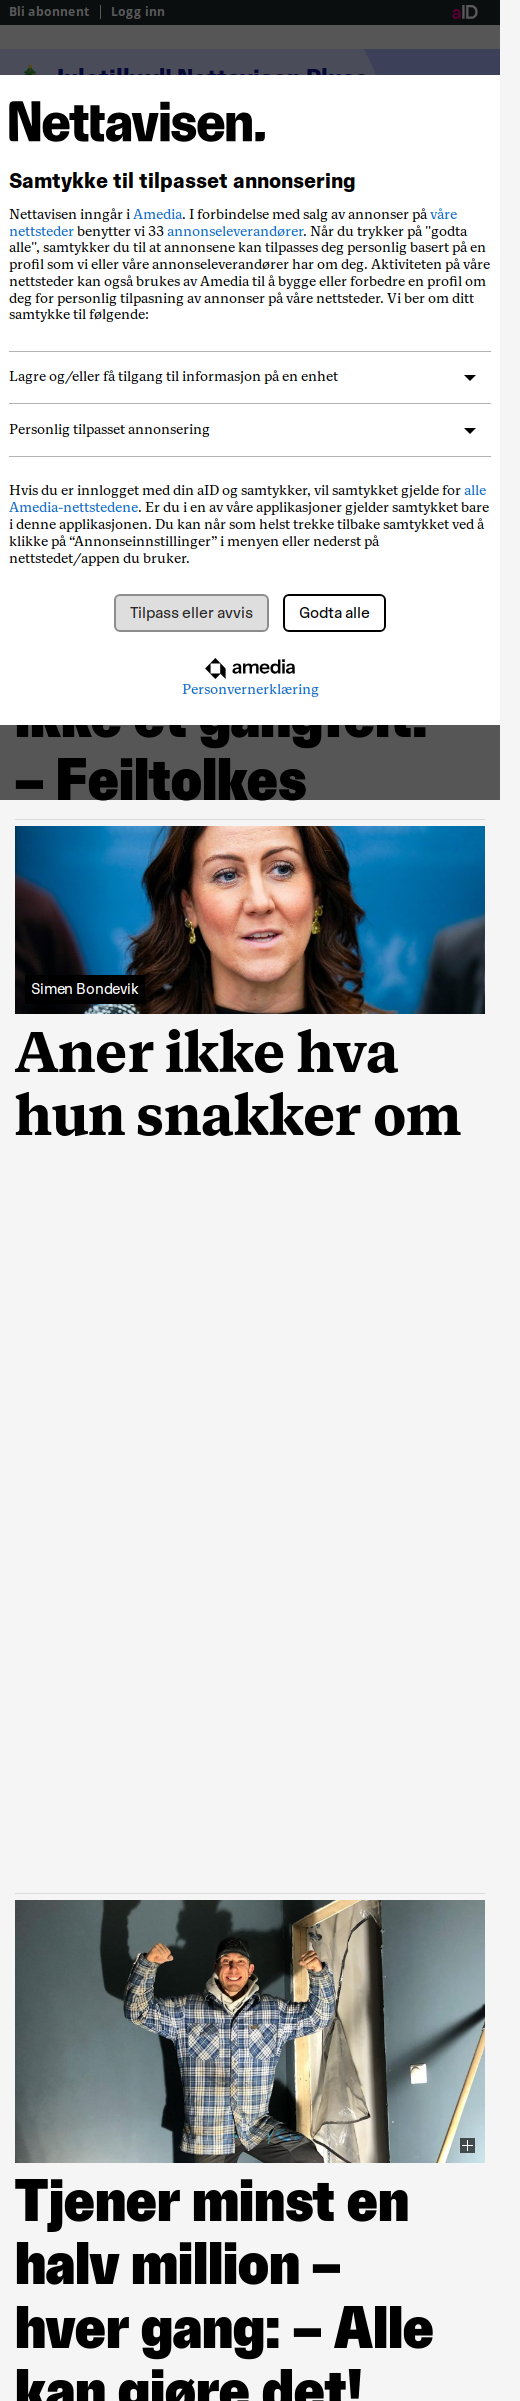 Bli abonnent
Logg inn
aID
Nettavisen.
Samtykke til tilpasset annonsering
Nettavisen inngår i Amedia. I forbindelse med salg av annonser på våre
nettsteder benytter vi 33 annonseleverandører. Når du trykker på "godta
alle", samtykker du til at annonsene kan tilpasses deg personlig basert på en
profil som vi eller våre annonseleverandører har om deg. Aktiviteten på våre
nettsteder kan også brukes av Amedia til å bygge eller forbedre en profil om
deg for personlig tilpasning av annonser på våre nettsteder. Vi ber om ditt
samtykke til følgende:
Lagre og/eller få tilgang til informasjon på en enhet
Personlig tilpasset annonsering
Hvis du er innlogget med din aID og samtykker, vil samtykket gjelde for alle
Amedia-nettstedene. Er du i en av våre applikasjoner gjelder samtykket bare
i denne applikasjonen. Du kan når som helst trekke tilbake samtykket ved å
klikke på “Annonseinnstillinger” i menyen eller nederst på
nettstedet/appen du bruker.
Tilpass eller avvis
Godta alle
amedia
Personvernerklæring
– Feiltolkes
Simen Bondevik
Aner ikke hva
hun snakker om
Tjener minst en
halv million –
hver gang: – Alle
kan gjøre det!